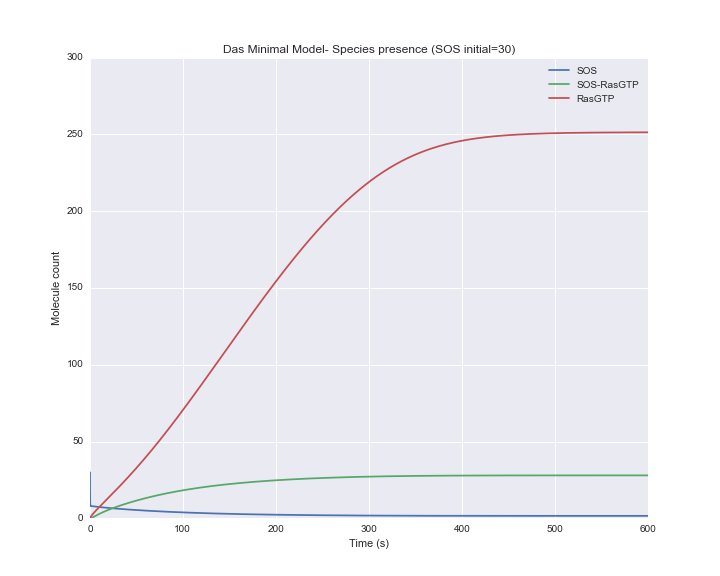 Das Minimal Model- Species presence (SOS initial=30)
300
SOS
SOS-RasGTP
RasGTP
250
200
150
100
50
0
Molecule count
0 100 200 300 400 500 600
Time (s)